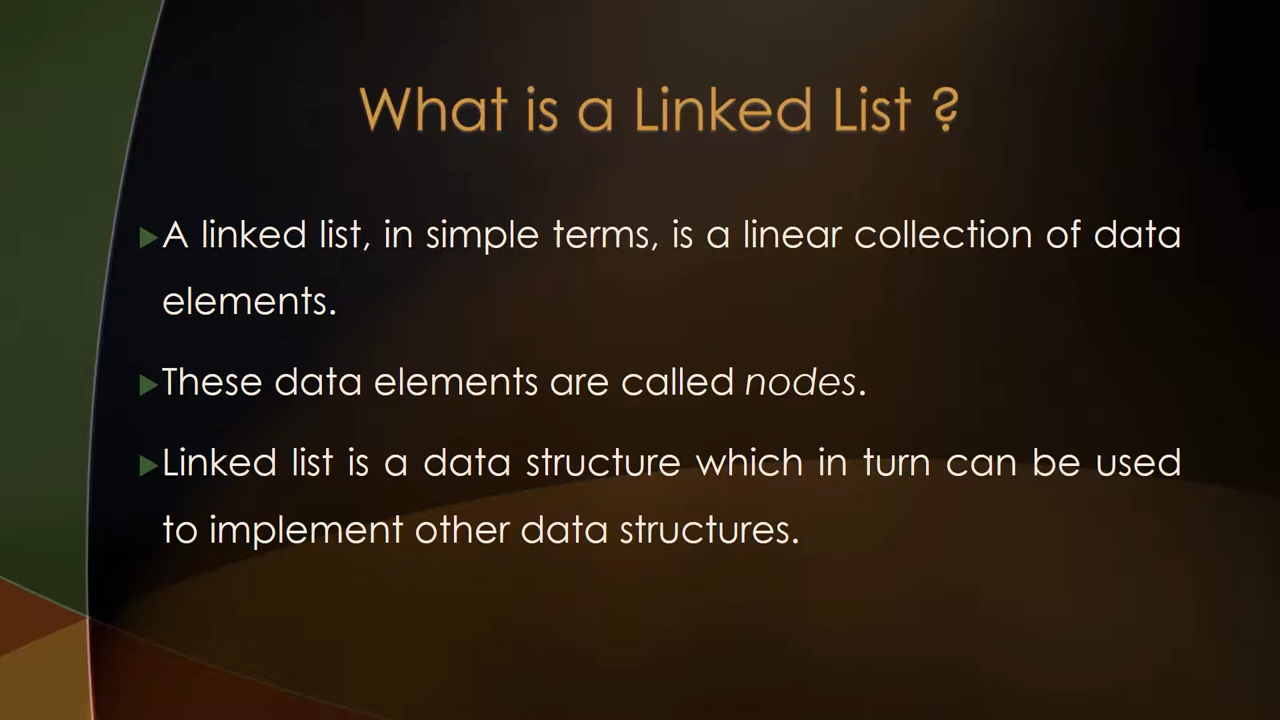 What is a Linked List ?
A linked list, in simple terms, is a linear collection of data
elements.
These data elements are called nodes.
Linked list is a data structure which in turn can be used
to implement other data structures.